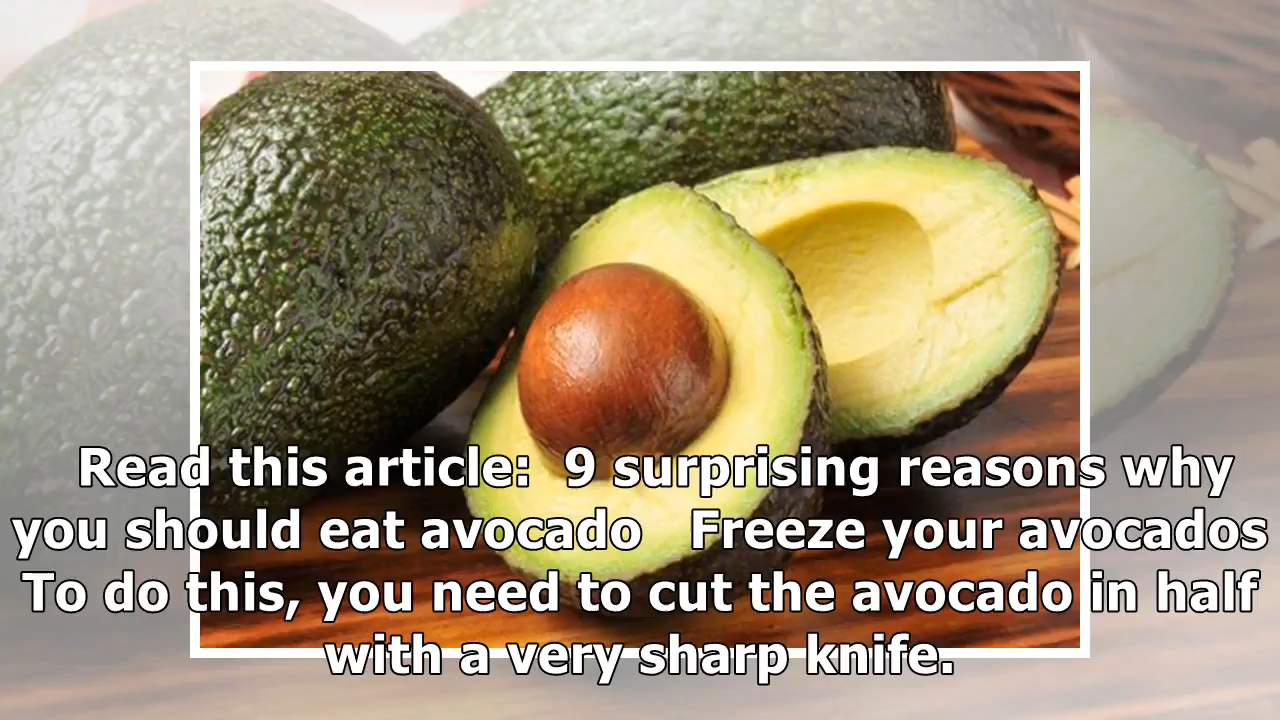 Read this article:  9 surprising reasons why
you should eat avocado   Freeze your avocados
To do this, you need to cut the avocado in half
with a very sharp knife.